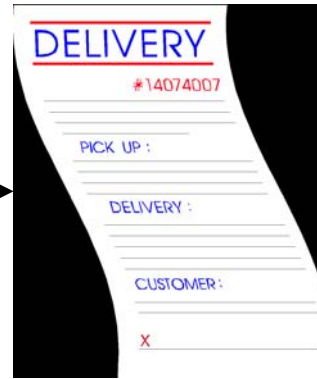 DELIVERY
#14074007
PICK UP :
DELIVERY :
CUSTOMER :
X